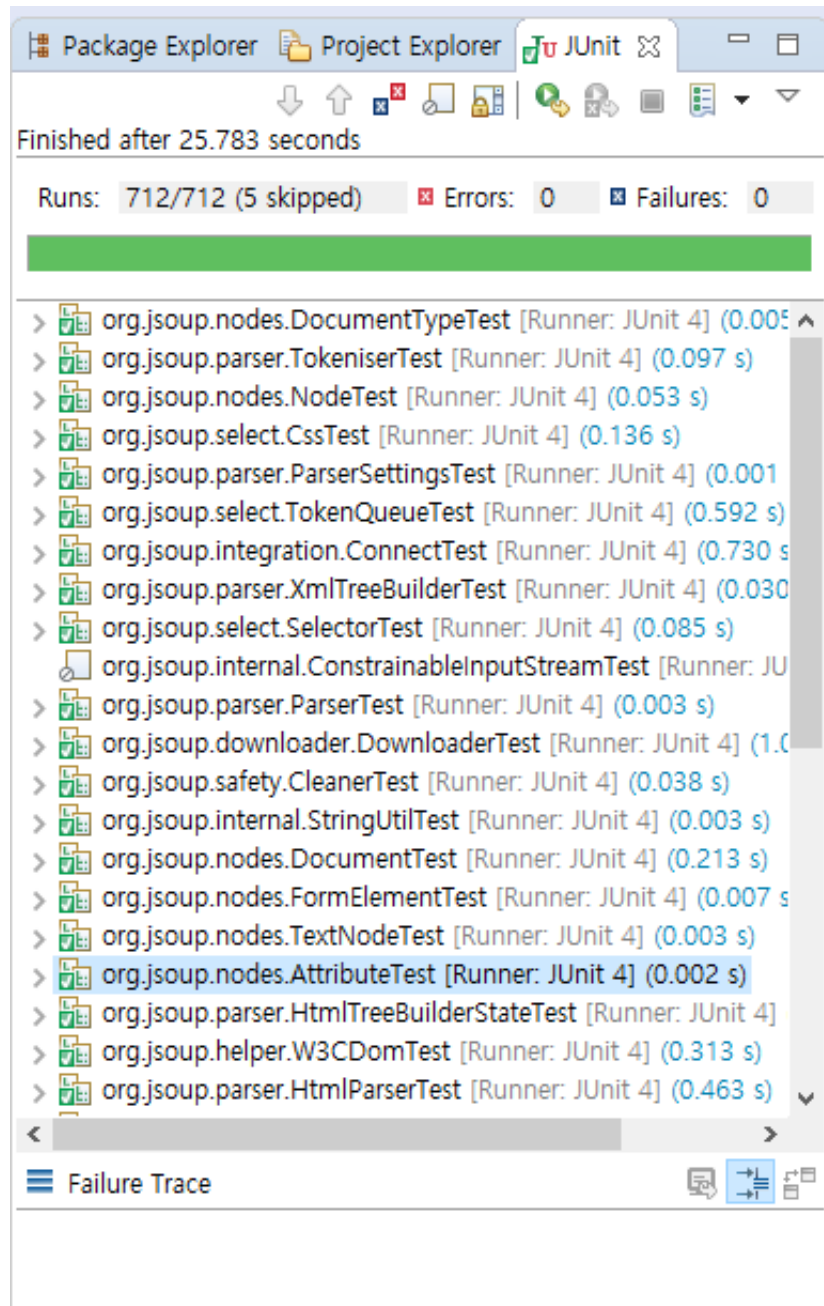 Package Explorer Project Explorer JUnit
Finished after 25.783 seconds
Runs: 712/712 (5 skipped) Errors: 0 Failures: 0
org.jsoup.nodes.DocumentTypeTest [Runner: JUnit 4] (0.005
org.jsoup.parser.TokeniserTest [Runner: JUnit 4] (0.097 s)
org.jsoup.nodes.NodeTest [Runner: JUnit 4] (0.053 s)
org.jsoup.select.CssTest [Runner: JUnit 4] (0.136 s)
org.jsoup.parser.ParserSettingsTest [Runner: JUnit 4] (0.001
org.jsoup.select.TokenQueueTest [Runner: JUnit 4] (0.592 s)
org.jsoup.integration.ConnectTest [Runner: JUnit 4] (0.730 s
org.jsoup.parser.XmlTreeBuilderTest [Runner: JUnit 4] (0.030
org.jsoup.select.SelectorTest [Runner: JUnit 4] (0.085 s)
org.jsoup.internal.ConstrainableInputStreamTest [Runner: JU
org.jsoup.parser.ParserTest [Runner: JUnit 4] (0.003 s)
org.jsoup.downloader.DownloaderTest [Runner: JUnit 4] (1.0
org.jsoup.safety.CleanerTest [Runner: JUnit 4] (0.038 s)
org.jsoup.internal.StringUtilTest [Runner: JUnit 4] (0.003 s)
org.jsoup.nodes.DocumentTest [Runner: JUnit 4] (0.213 s)
org.jsoup.nodes.FormElementTest [Runner: JUnit 4] (0.007 s
org.jsoup.nodes.TextNodeTest [Runner: JUnit 4] (0.003 s)
org.jsoup.nodes.AttributeTest [Runner: JUnit 4] (0.002 s)
org.jsoup.parser.HtmlTreeBuilderStateTest [Runner: JUnit 4]
org.jsoup.helper.W3CDomTest [Runner: JUnit 4] (0.313 s)
org.jsoup.parser.HtmlParserTest [Runner: JUnit 4] (0.463 s)
Failure Trace